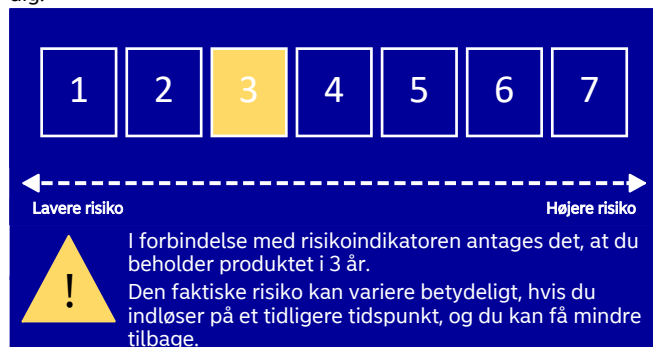 1 2 3 4 5 6 7
Lavere risiko Højere risiko
!
I forbindelse med risikoindikatoren antages det, at du
beholder produktet i 3 år.
Den faktiske risiko kan variere betydeligt, hvis du
indløser på et tidligere tidspunkt, og du kan få mindre
tilbage.